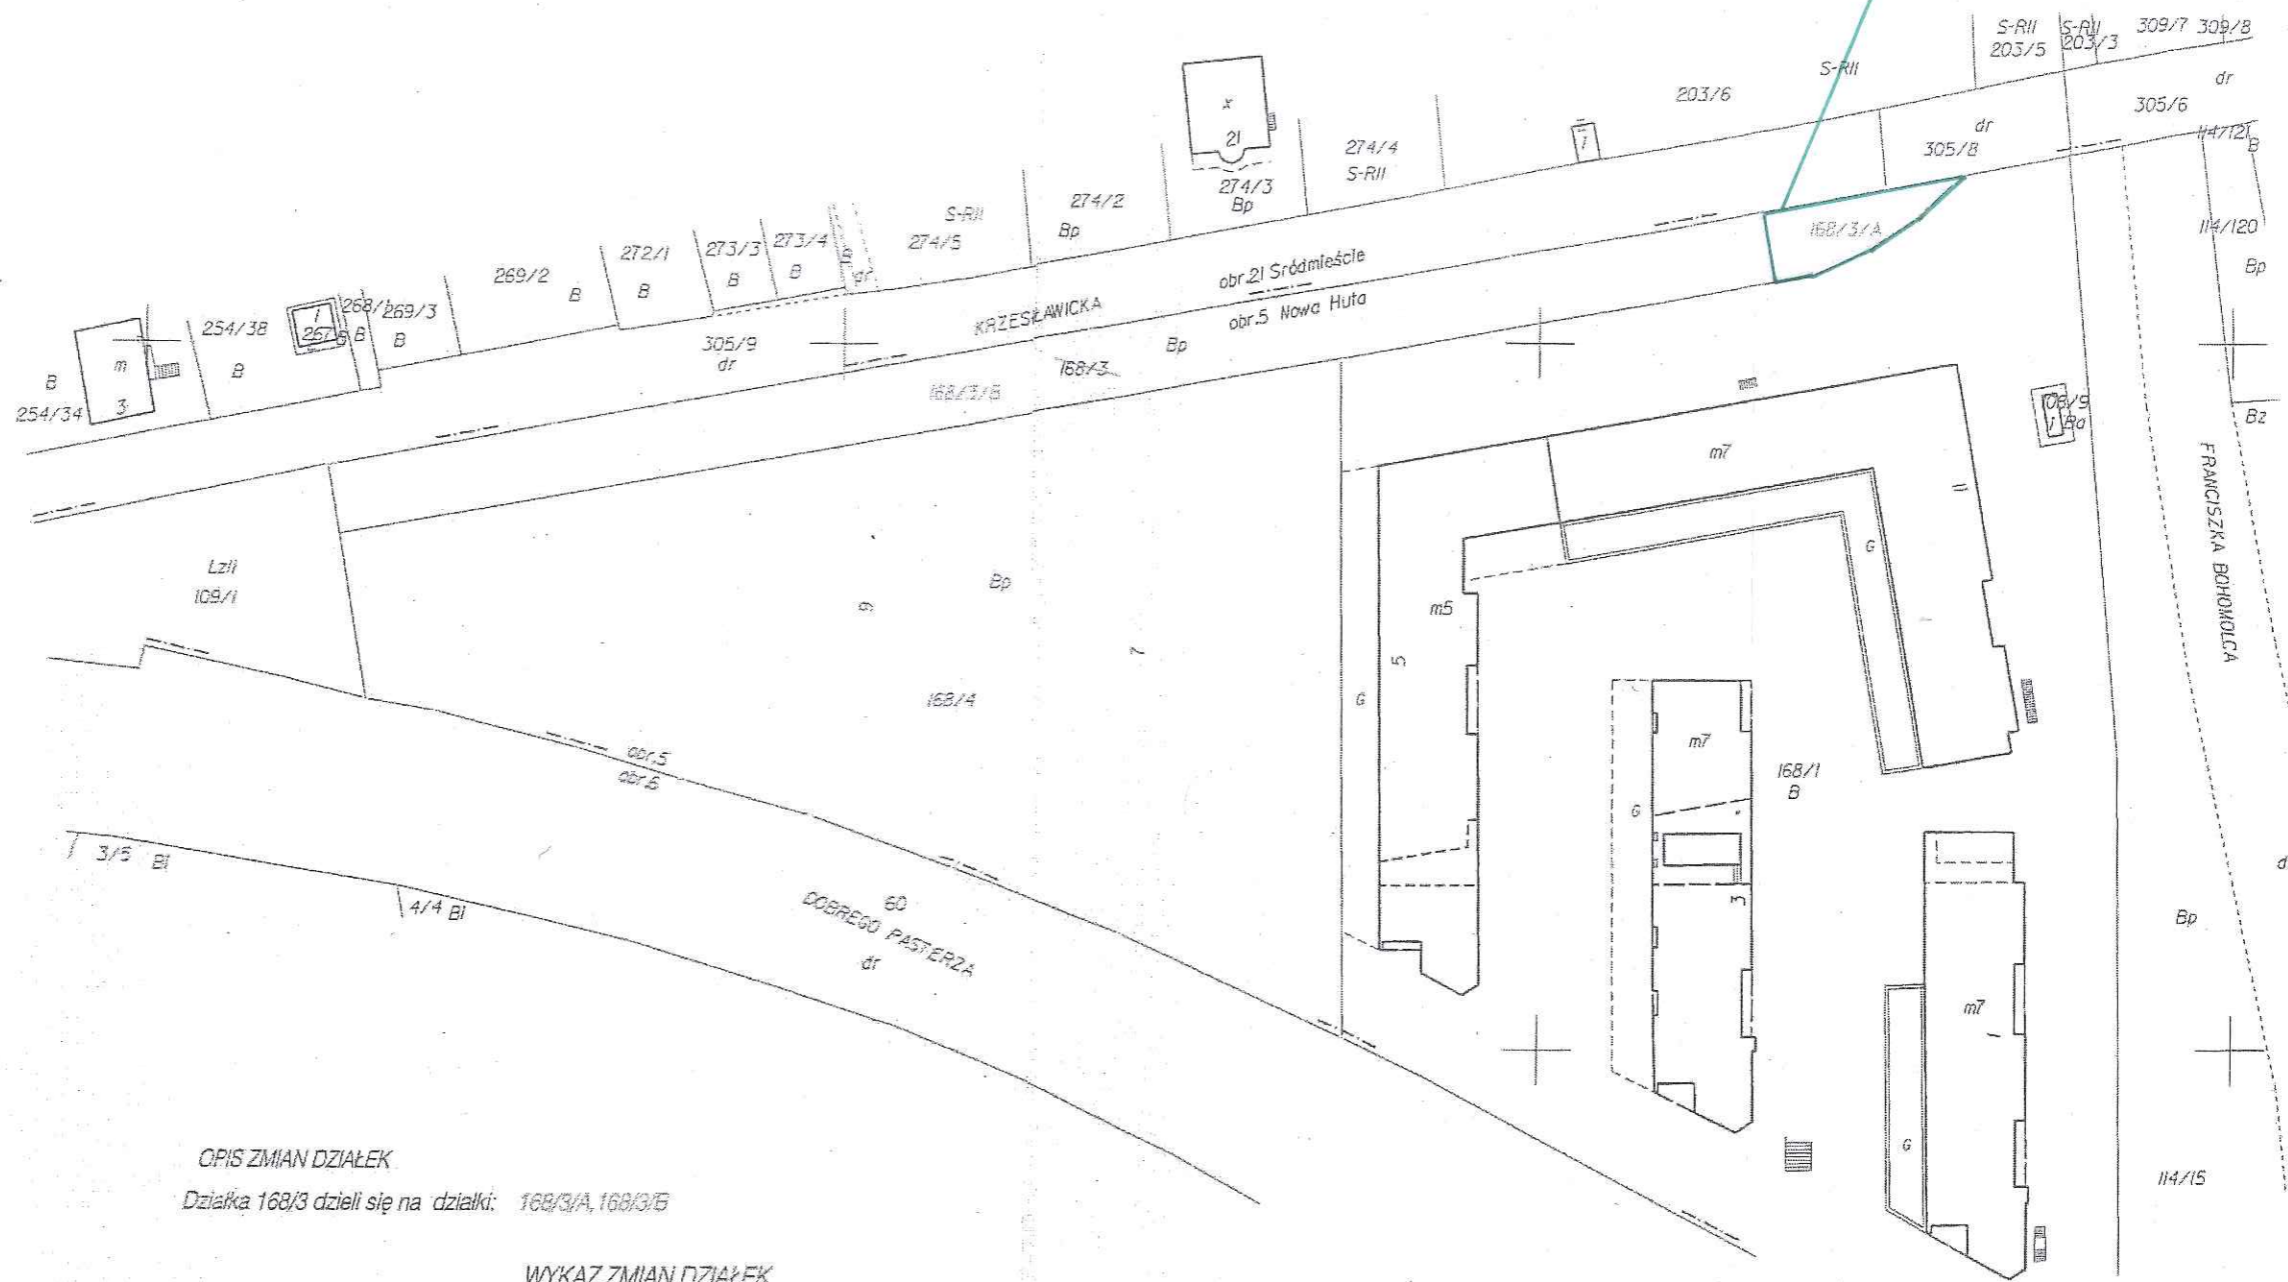 S-RII
203/5
S-RII
203/3
309/7
309/8
dr
305/6
S-RII
203/6
dr
305/8
114/121
B
x
21
274/4
S-RII
274/3
Bp
274/2
Bp
S-RII
274/5
168/3/A
114/120
Bp
273/4
B
273/3
B
272/1
B
B
dr
269/2
B
obr.21 Śródmieście
obr.5 Nowa Huta
KRZESŁAWICKA
269/3
B
B
254/38
B
m
3
B
254/34
305/9
dr
Bp
168/3
168/3/B
i
Ba
Bz
m7
11
G
FRANCISZKA BOHOMOLCA
LzII
109/1
Bp
9
7
m5
5
G
168/4
m7
G
168/1
B
3
obr.5
obr.6
3/5 BI
4/4 BI
60
DOBREGO PASTERZA
dr
d
Bp
m7
1
G
114/15
OPIS ZMIAN DZIAŁEK
Działka 168/3 dzieli się na działki: 168/3/A, 168/3/B
WYKAZ ZMIAN DZIAŁEK